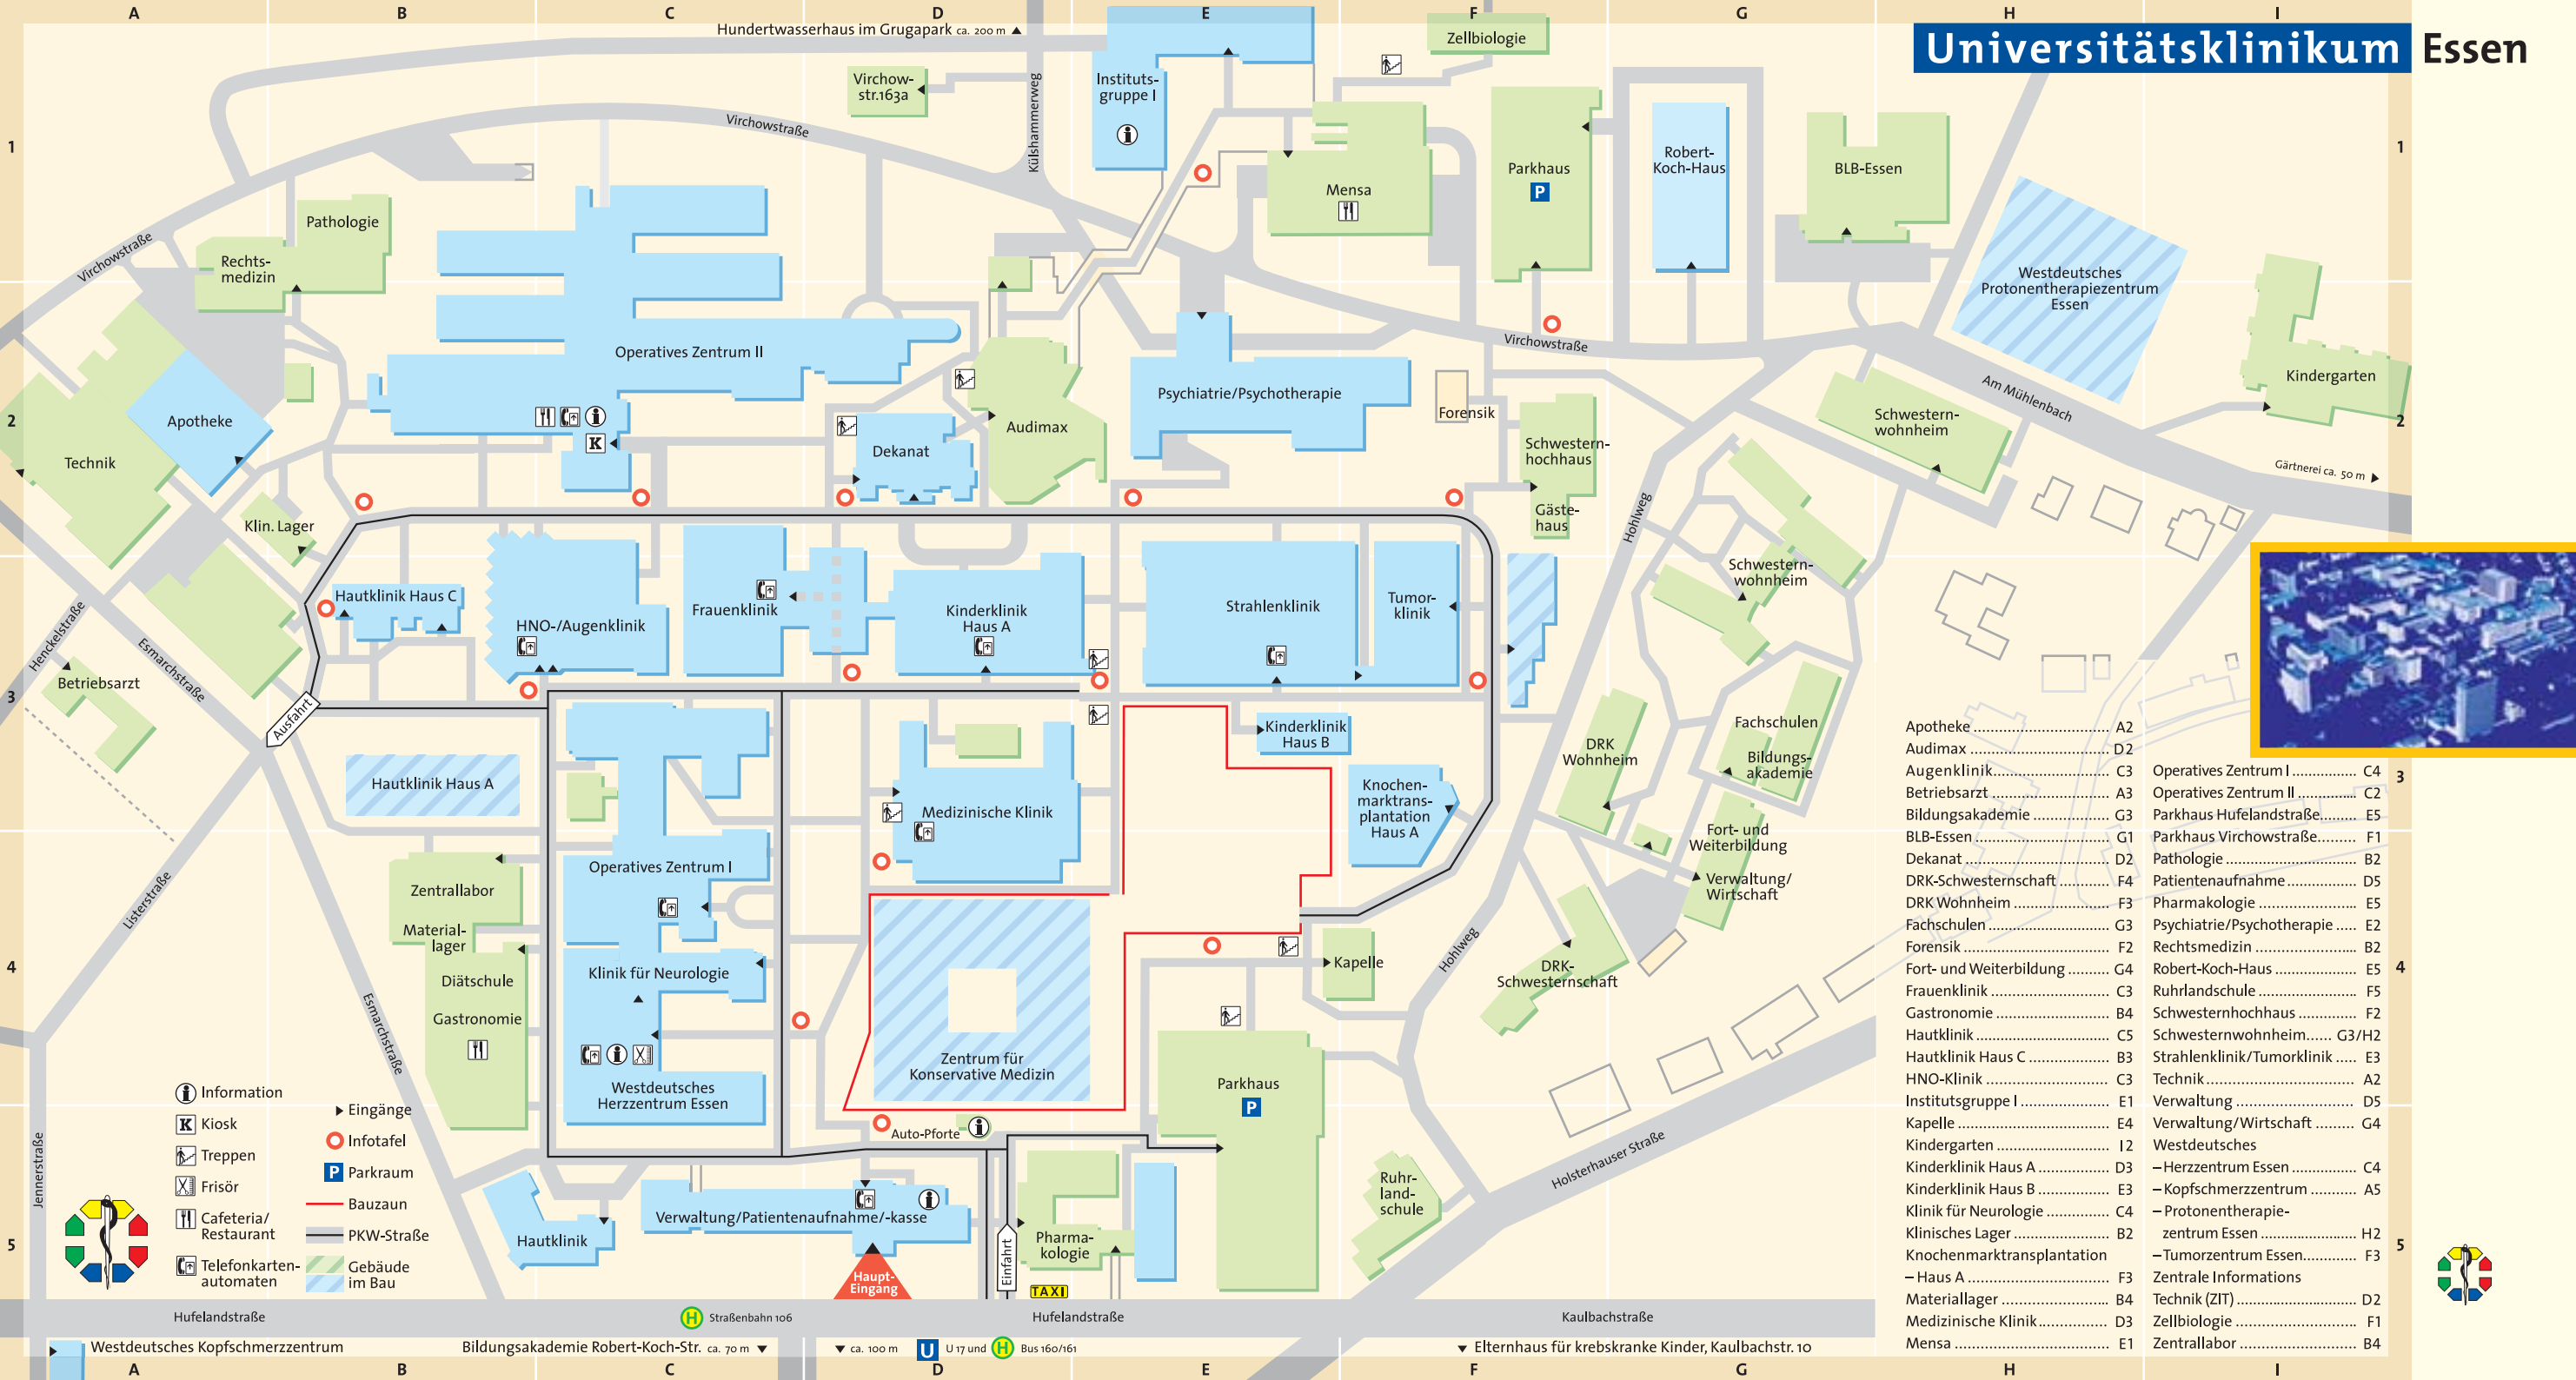 A B C D E F G H I
Universitätsklinikum Essen
Hundertwasserhaus im Grugapark ca. 200 m
Zellbiologie
Virchow-
str.163a
Külshammerweg
Instituts-
gruppe I
Virchowstraße
1
1
Mensa
Parkhaus
P
Robert-
Koch-Haus
BLB-Essen
Pathologie
Rechts-
medizin
Virchowstraße
Westdeutsches
Protonentherapiezentrum
Essen
Operatives Zentrum II
Virchowstraße
Psychiatrie/Psychotherapie
Kindergarten
Am Mühlenbach
Apotheke
Technik
2
2
K
Dekanat
Audimax
Forensik
Schwestern-
hochhaus
Gäste-
haus
Schwestern-
wohnheim
Gärtnerei ca. 50 m
Klin. Lager
Hohlweg
Hautklinik Haus C
HNO-/Augenklinik
Frauenklinik
Kinderklinik
Haus A
Strahlenklinik
Tumor-
klinik
Schwestern-
wohnheim
Henckelstraße
Esmarchstraße
Betriebsarzt
3
3
Ausfahrt
Kinderklinik
Haus B
DRK
Wohnheim
Fachschulen
Bildungs-
akademie
Hautklinik Haus A
Medizinische Klinik
Knochen-
marktrans-
plantation
Haus A
Fort- und
Weiterbildung
Verwaltung/
Wirtschaft
Operatives Zentrum I
Zentrallabor
Material-
lager
Listerstraße
4
4
Diätschule
Gastronomie
Klinik für Neurologie
Kapelle
Hohlweg
DRK-
Schwesternschaft
Esmarchstraße
Westdeutsches
Herzzentrum Essen
Zentrum für
Konservative Medizin
Parkhaus
P
Auto-Pforte
Holsterhauser Straße
Jennerstraße
5
5
Hautklinik
Verwaltung/Patientenaufnahme/-kasse
Haupt-
Eingang
Einfahrt
Pharma-
kologie
TAXI
Ruhr-
land-
schule
Information
Kiosk
Treppen
Frisör
Cafeteria/
Restaurant
Telefonkarten-
automaten
Eingänge
Infotafel
P Parkraum
Bauzaun
PKW-Straße
Gebäude
im Bau
Hufelandstraße
H Straßenbahn 106
Hufelandstraße
Kaulbachstraße
Westdeutsches Kopfschmerzzentrum
Bildungsakademie Robert-Koch-Str. ca. 70 m
ca. 100 m U U 17 und H Bus 160/161
Elternhaus für krebskranke Kinder, Kaulbachstr. 10
A B C D E F G H I
Apotheke A2
Audimax D2
Augenklinik C3
Betriebsarzt A3
Bildungsakademie G3
BLB-Essen G1
Dekanat D2
DRK-Schwesternschaft F4
DRK Wohnheim F3
Fachschulen G3
Forensik F2
Fort- und Weiterbildung G4
Frauenklinik C3
Gastronomie B4
Hautklinik C5
Hautklinik Haus C B3
HNO-Klinik C3
Institutsgruppe I E1
Kapelle E4
Kindergarten I 2
Kinderklinik Haus A D3
Kinderklinik Haus B E3
Klinik für Neurologie C4
Klinisches Lager B2
Knochenmarktransplantation
– Haus A F3
Materiallager B4
Medizinische Klinik D3
Mensa E1
Operatives Zentrum I C4
Operatives Zentrum II C2
Parkhaus Hufelandstraße E5
Parkhaus Virchowstraße F1
Pathologie B2
Patientenaufnahme D5
Pharmakologie E5
Psychiatrie/Psychotherapie E2
Rechtsmedizin B2
Robert-Koch-Haus E5
Ruhrlandschule F5
Schwesternhochhaus F2
Schwesternwohnheim G3/H2
Strahlenklinik/Tumorklinik E3
Technik A2
Verwaltung D5
Verwaltung/Wirtschaft G4
Westdeutsches
– Herzzentrum Essen C4
– Kopfschmerzzentrum A5
– Protonentherapie-
zentrum Essen H2
– Tumorzentrum Essen F3
Zentrale Informations
Technik (ZIT) D2
Zellbiologie F1
Zentrallabor B4